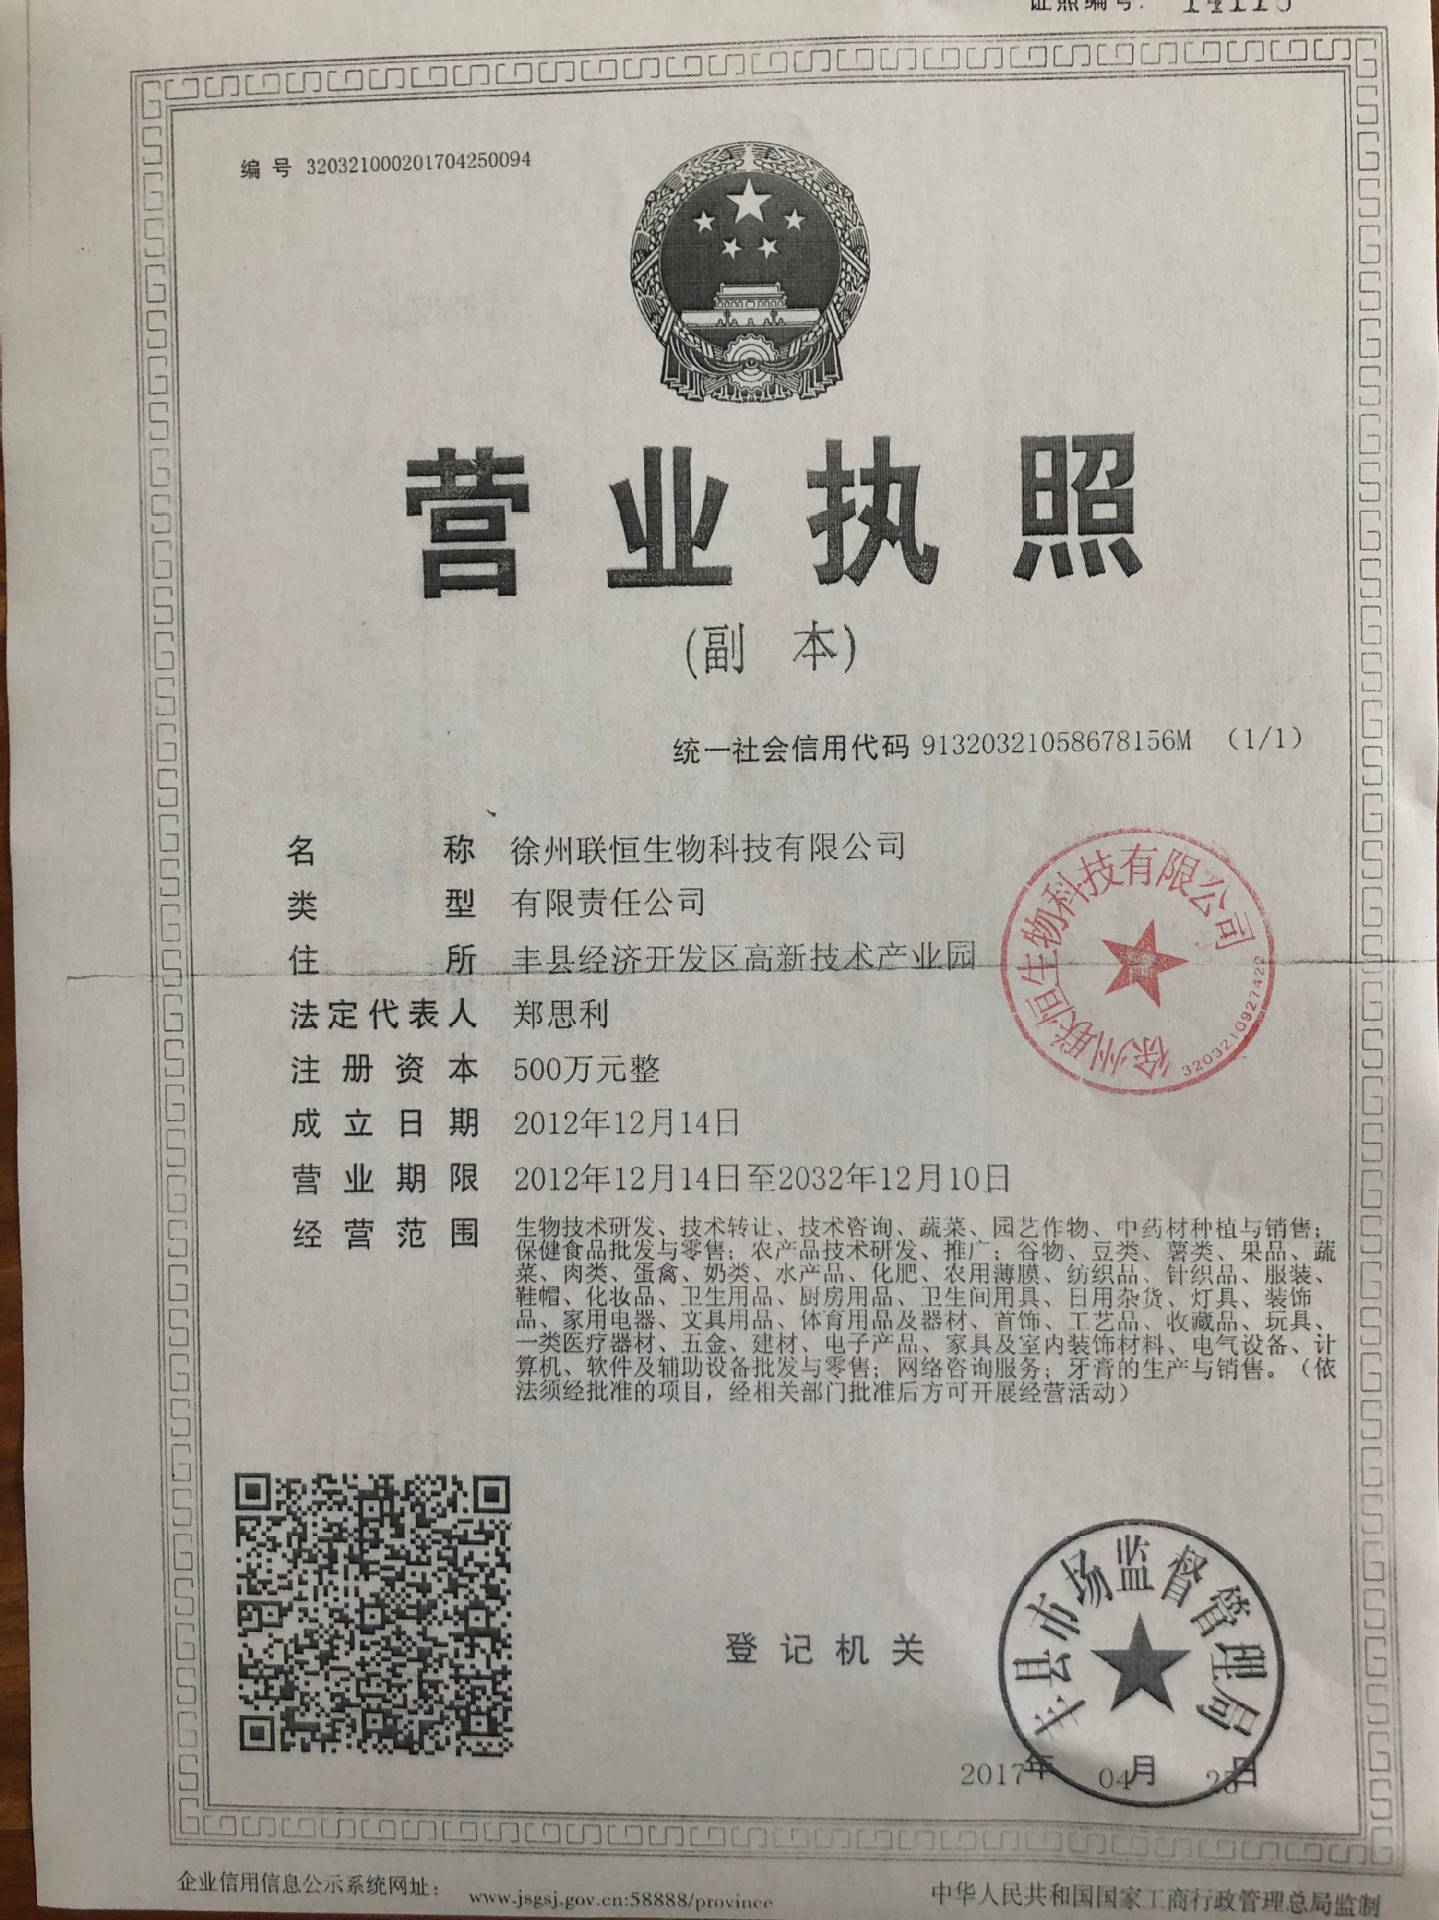 证照编号:
编 号 320321000201704250094
营业执照
(副 本)
统一社会信用代码 91320321058678156M (1/1)
名 称 徐州联恒生物科技有限公司
类 型 有限责任公司
住 所 丰县经济开发区高新技术产业园
法定代表人 郑思利
注册资本 500万元整
成立日期 2012年12月14日
营业期限 2012年12月14日至2032年12月10日
经营范围 生物技术研发、技术转让、技术咨询、蔬菜、园艺作物、中药材种植与销售；
保健食品批发与零售；农产品技术研发、推广；谷物、豆类、薯类、果品、蔬
菜、肉类、蛋禽、奶类、水产品、化肥、农用薄膜、纺织品、针织品、服装、
鞋帽、化妆品、卫生用品、厨房用品、卫生间用具、日用杂货、灯具、装饰
品、家用电器、文具用品、体育用品及器材、首饰、工艺品、收藏品、玩具、
一类医疗器材、五金、建材、电子产品、家具及室内装饰材料、电气设备、计
算机、软件及辅助设备批发与零售；网络咨询服务；牙膏的生产与销售。（依
法须经批准的项目，经相关部门批准后方可开展经营活动）
徐州联恒生物科技有限公司
3203210927422
登记机关
丰县市场监督管理局
2017年 04月 25日
企业信用信息公示系统网址： www.jsgsj.gov.cn:58888/province
中华人民共和国国家工商行政管理总局监制